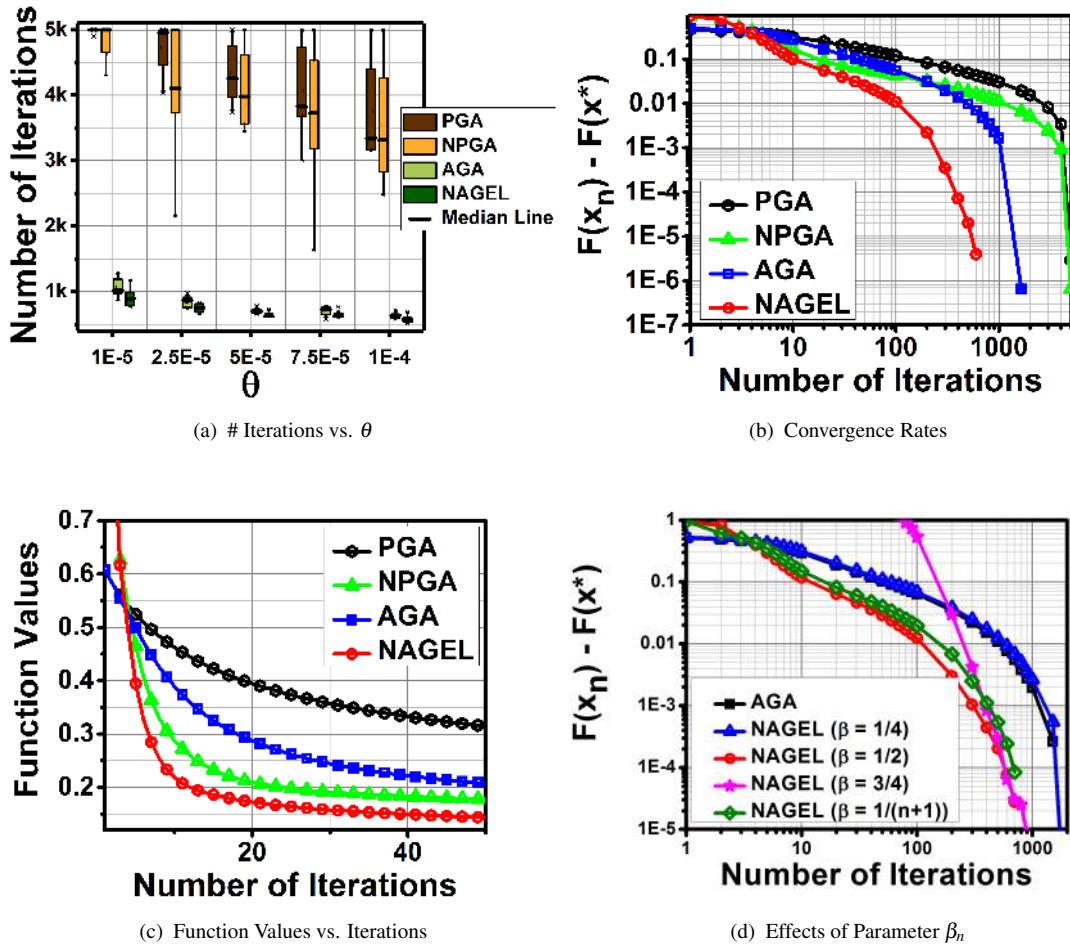 5k
4k
3k
2k
1k
Number of Iterations
1E-5 2.5E-5 5E-5 7.5E-5 1E-4
θ
PGA
NPGA
AGA
NAGEL
Median Line
(a) # Iterations vs. θ
0.1
0.01
1E-3
1E-4
1E-5
1E-6
1E-7
F(x_n) - F(x*)
PGA
NPGA
AGA
NAGEL
1 10 100 1000
Number of Iterations
(b) Convergence Rates
0.7
0.6
0.5
0.4
0.3
0.2
Function Values
PGA
NPGA
AGA
NAGEL
20 40
Number of Iterations
(c) Function Values vs. Iterations
1
0.1
0.01
1E-3
1E-4
1E-5
F(x_n) - F(x*)
AGA
NAGEL (β = 1/4)
NAGEL (β = 1/2)
NAGEL (β = 3/4)
NAGEL (β = 1/(n+1))
1 10 100 1000
Number of Iterations
(d) Effects of Parameter β_n